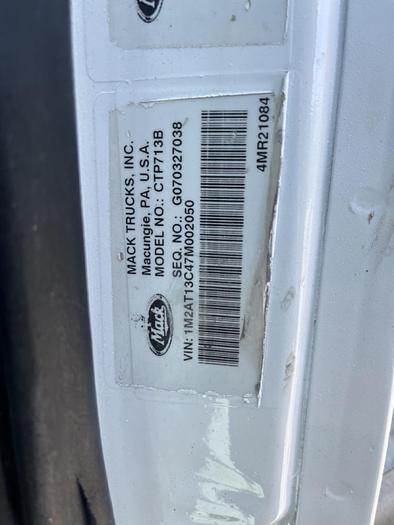 MACK TRUCKS, INC.
Macungie, PA, U.S.A.
MODEL NO.: CTP713B
SEQ. NO.: G070327038
Mack
VIN: 1M2AT13C47M002050
4MR21084